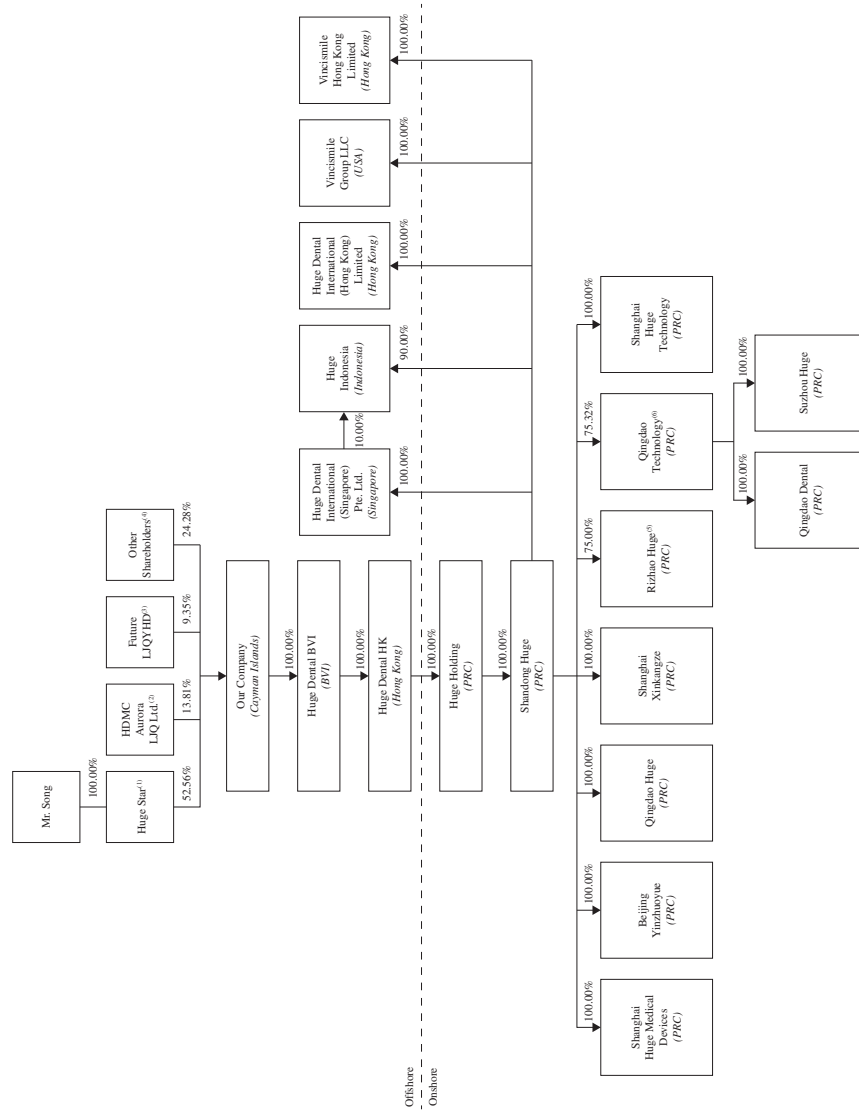 Mr. Song
100.00%
Huge Star(1)
HDMC
Aurora
LJQ Ltd.(2)
Future
LJQYHD(3)
Other
Shareholders(4)
52.56%
13.81%
9.35%
24.28%
Our Company
(Cayman Islands)
100.00%
Huge Dental BVI
(BVI)
100.00%
Huge Dental HK
(Hong Kong)
Huge Dental
International
(Singapore)
Pte. Ltd.
(Singapore)
10.00%
Huge
Indonesia
(Indonesia)
Huge Dental
International
(Hong Kong)
Limited
(Hong Kong)
Vincismile
Group LLC
(USA)
Vincismile
Hong Kong
Limited
(Hong Kong)
100.00%
90.00%
100.00%
100.00%
100.00%
Offshore
Onshore
100.00%
Huge Holding
(PRC)
100.00%
Shandong Huge
(PRC)
100.00%
100.00%
100.00%
100.00%
75.00%
75.32%
100.00%
Shanghai
Huge Medical
Devices
(PRC)
Beijing
Yinzhuoyue
(PRC)
Qingdao Huge
(PRC)
Shanghai
Xinkangze
(PRC)
Rizhao Huge(5)
(PRC)
Qingdao
Technology(6)
(PRC)
Shanghai
Huge
Technology
(PRC)
100.00%
100.00%
Qingdao Dental
(PRC)
Suzhou Huge
(PRC)